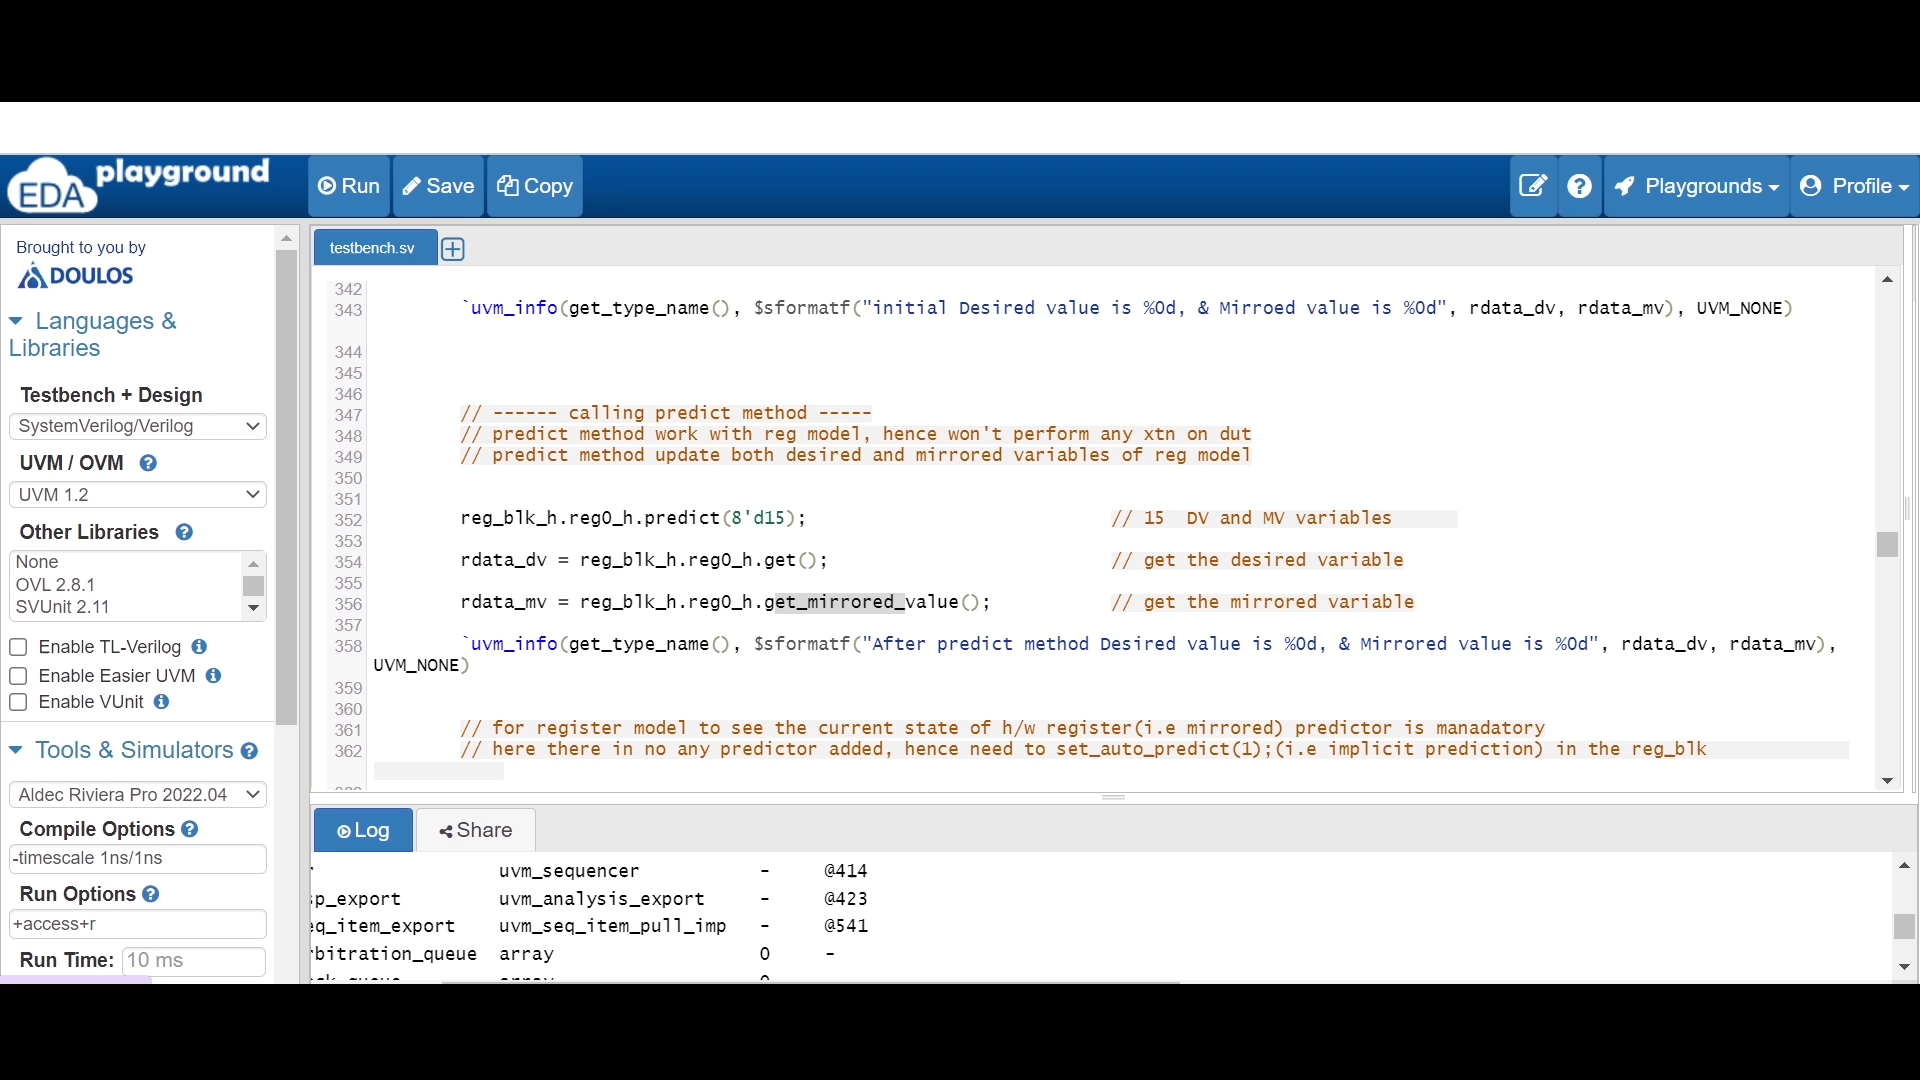 EDA playground
Run
Save
Copy
Playgrounds
Profile
Brought to you by
DOULOS
Languages &
Libraries
Testbench + Design
SystemVerilog/Verilog
UVM / OVM
UVM 1.2
Other Libraries
None
OVL 2.8.1
SVUnit 2.11
Enable TL-Verilog
Enable Easier UVM
Enable VUnit
Tools & Simulators
Aldec Riviera Pro 2022.04
Compile Options
-timescale 1ns/1ns
Run Options
+access+r
Run Time: 10 ms
testbench.sv
342
343 `uvm_info(get_type_name(), $sformatf("initial Desired value is %0d, & Mirroed value is %0d", rdata_dv, rdata_mv), UVM_NONE)
344
345
346
347 // ------ calling predict method -----
348 // predict method work with reg model, hence won't perform any xtn on dut
349 // predict method update both desired and mirrored variables of reg model
350
351
352 reg_blk_h.reg0_h.predict(8'd15); // 15 DV and MV variables
353
354 rdata_dv = reg_blk_h.reg0_h.get(); // get the desired variable
355
356 rdata_mv = reg_blk_h.reg0_h.get_mirrored_value(); // get the mirrored variable
357
358 `uvm_info(get_type_name(), $sformatf("After predict method Desired value is %0d, & Mirrored value is %0d", rdata_dv, rdata_mv),
UVM_NONE)
359
360
361 // for register model to see the current state of h/w register(i.e mirrored) predictor is manadatory
362 // here there in no any predictor added, hence need to set_auto_predict(1);(i.e implicit prediction) in the reg_blk
Log
Share
r uvm_sequencer - @414
sp_export uvm_analysis_export - @423
eq_item_export uvm_seq_item_pull_imp - @541
rbitration_queue array 0 -